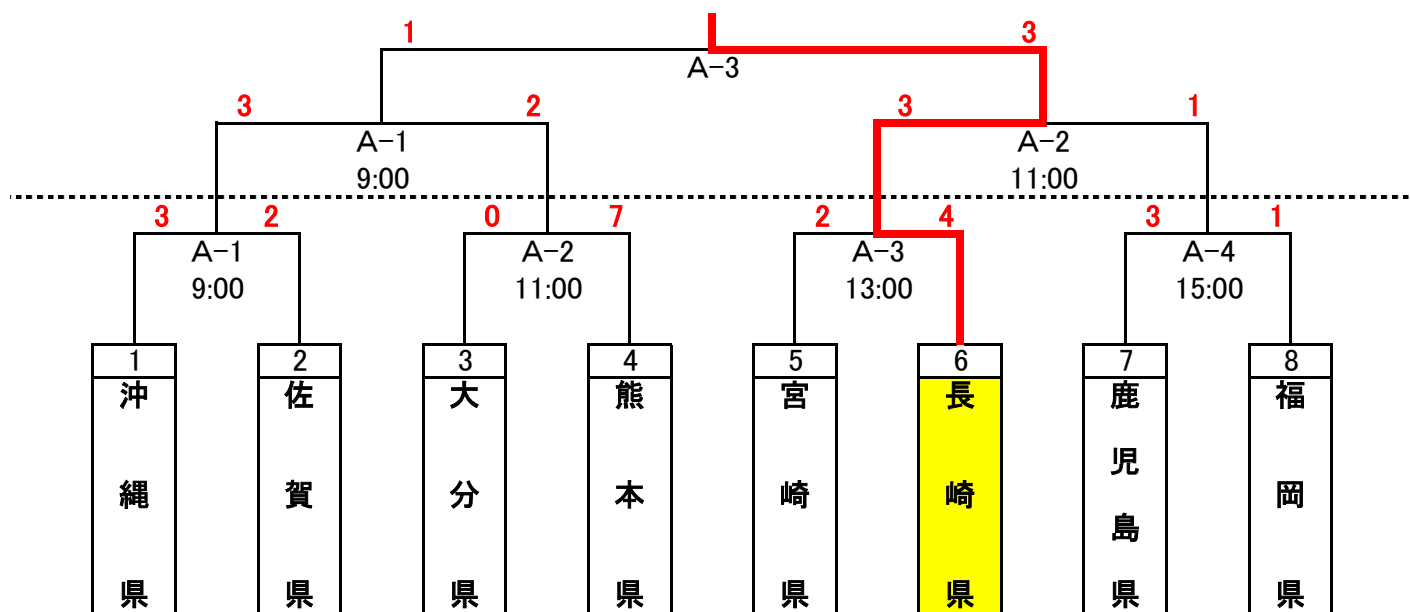 1 3
A-3
3 2 3 1
A-1 A-2
9:00 11:00
3 2 0 7 2 4 3 1
A-1 A-2 A-3 A-4
9:00 11:00 13:00 15:00
1 2 3 4 5 6 7 8
沖縄県
佐賀県
大分県
熊本県
宮崎県
長崎県
鹿児島県
福岡県